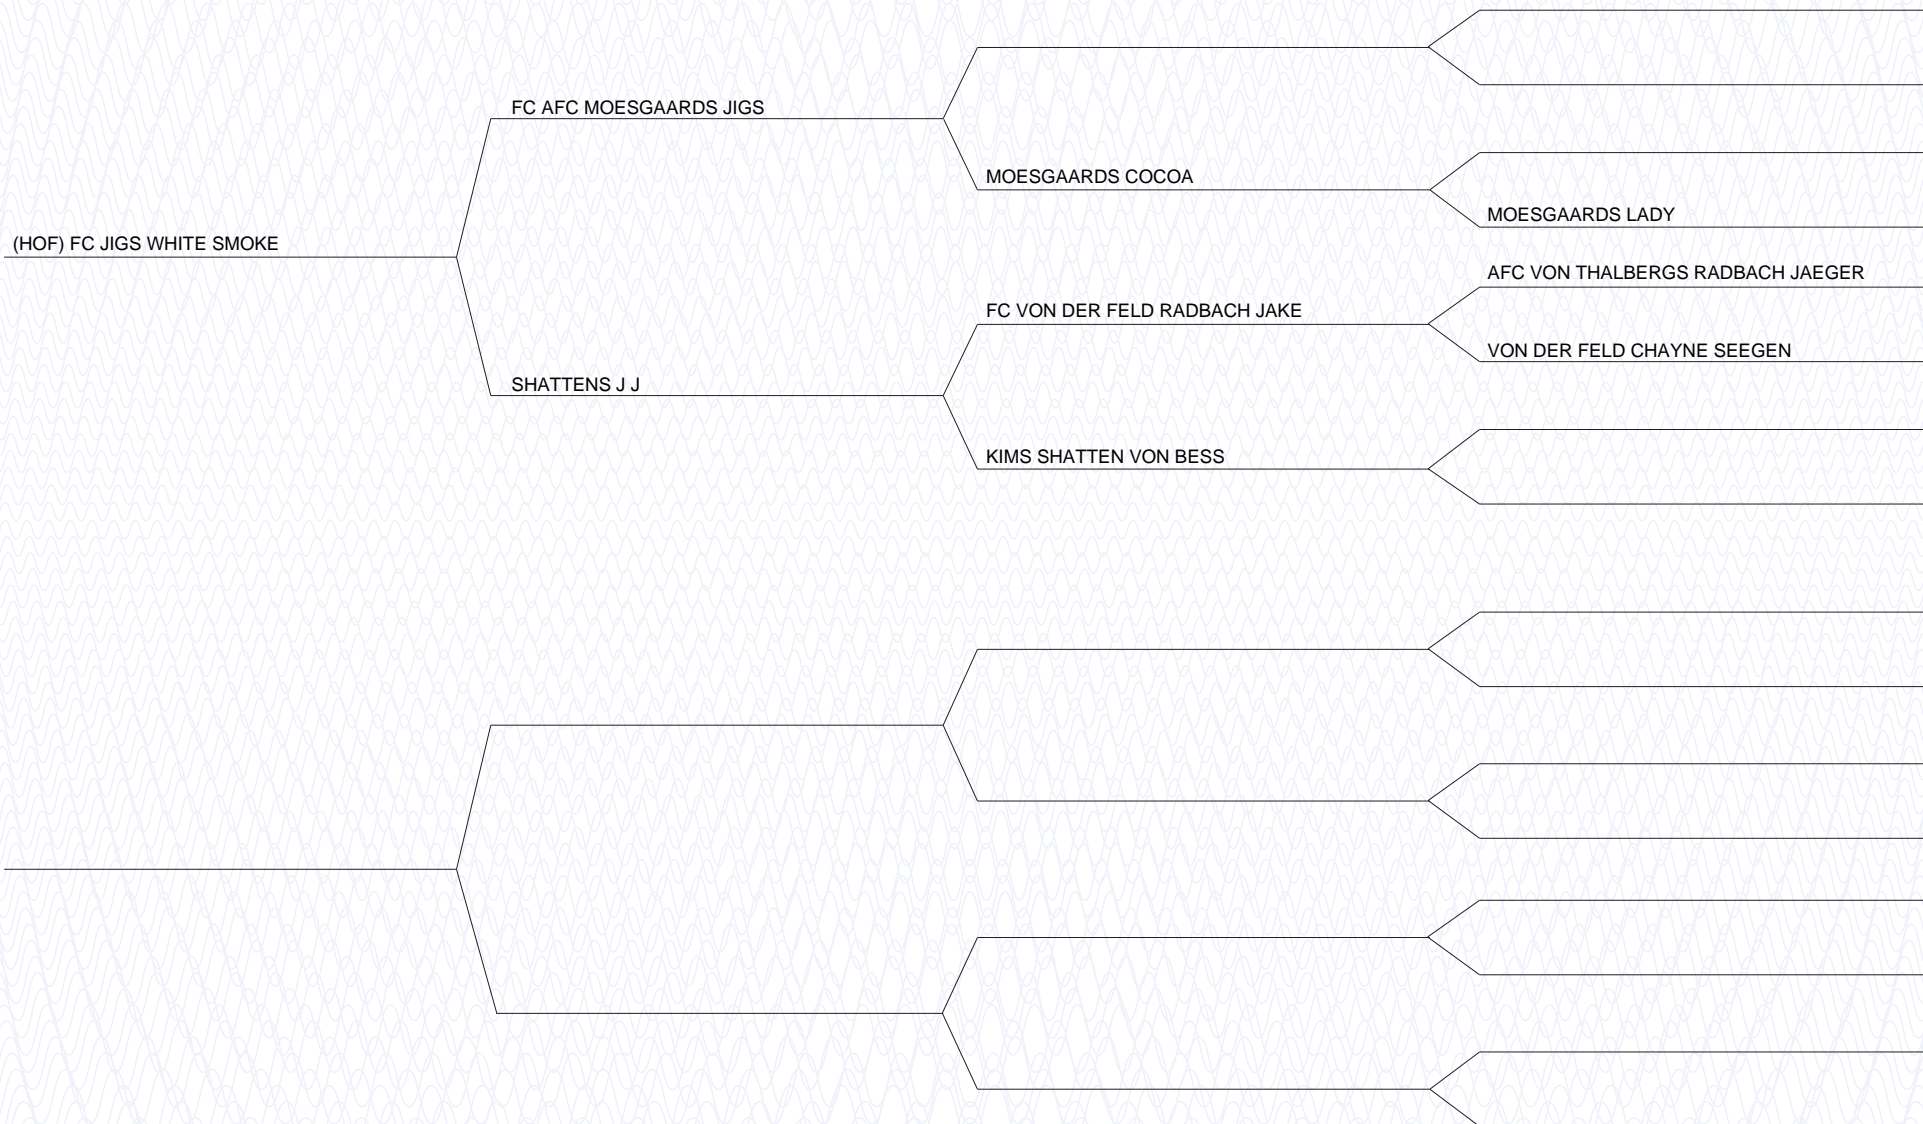 FC AFC MOESGAARDS JIGS
MOESGAARDS COCOA
MOESGAARDS LADY
(HOF) FC JIGS WHITE SMOKE
AFC VON THALBERGS RADBACH JAEGER
FC VON DER FELD RADBACH JAKE
VON DER FELD CHAYNE SEEGEN
SHATTENS J J
KIMS SHATTEN VON BESS